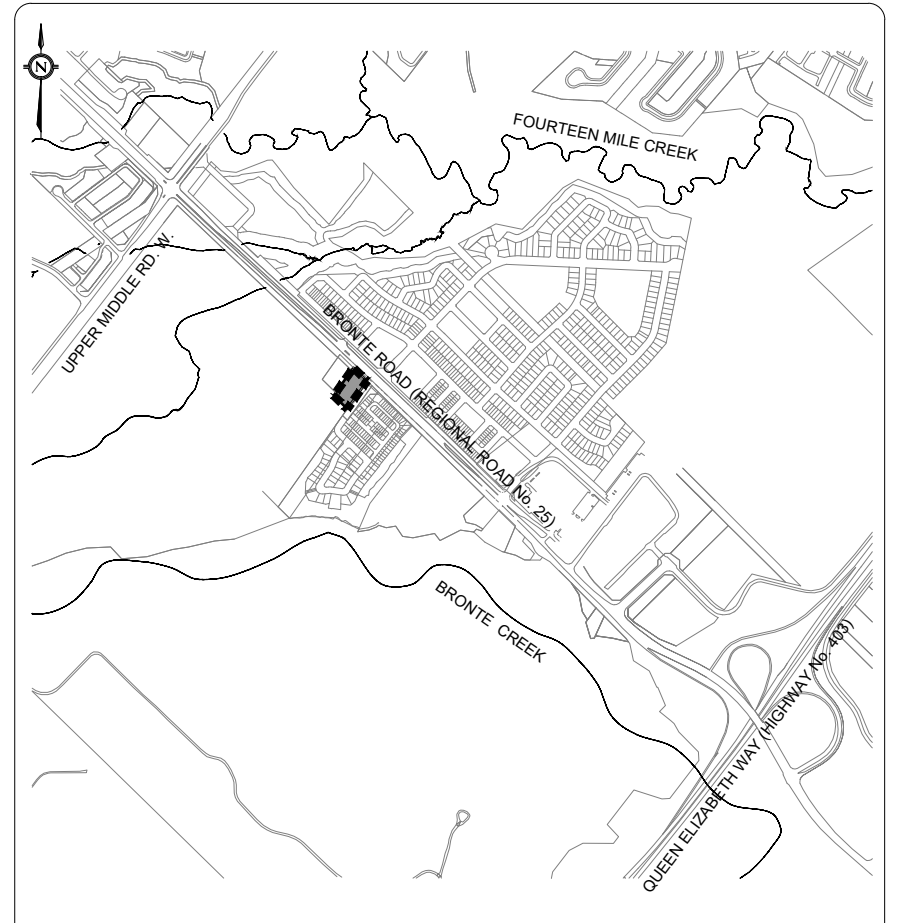 N
FOURTEEN MILE CREEK
UPPER MIDDLE RD. W.
BRONTE ROAD (REGIONAL ROAD No. 25)
BRONTE CREEK
QUEEN ELIZABETH WAY (HIGHWAY No. 403)